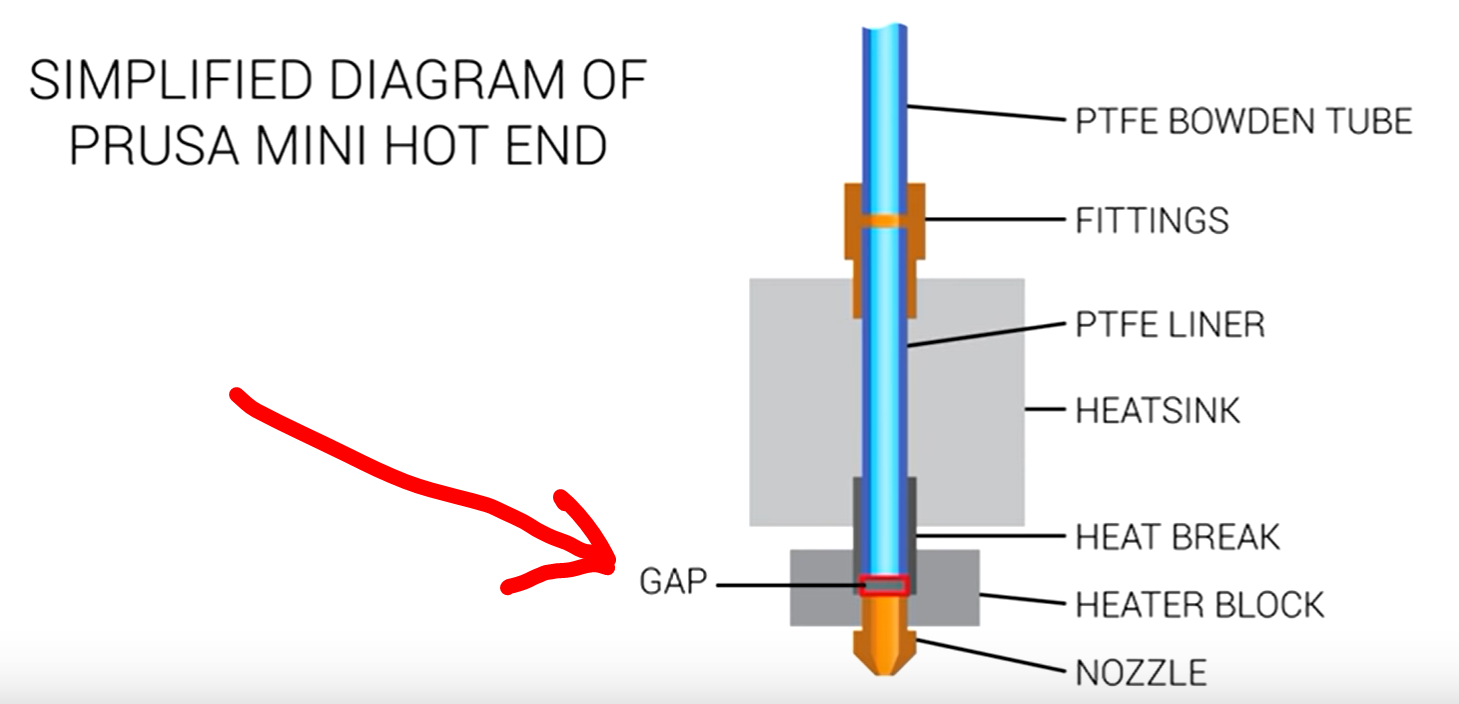 SIMPLIFIED DIAGRAM OF
PRUSA MINI HOT END
PTFE BOWDEN TUBE
FITTINGS
PTFE LINER
HEATSINK
HEAT BREAK
GAP
HEATER BLOCK
NOZZLE